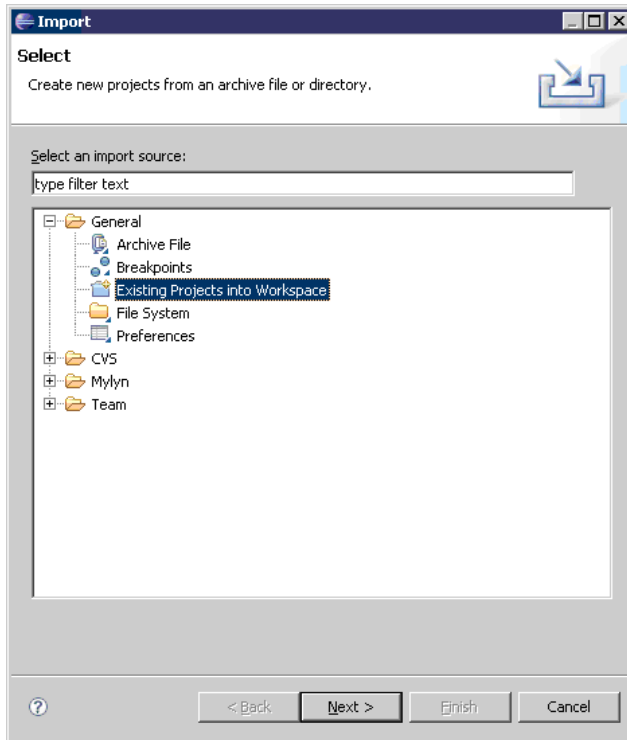 Import
Select
Create new projects from an archive file or directory.
Select an import source:
type filter text
General
Archive File
Breakpoints
Existing Projects into Workspace
File System
Preferences
CVS
Mylyn
Team
< Back Next > Finish Cancel